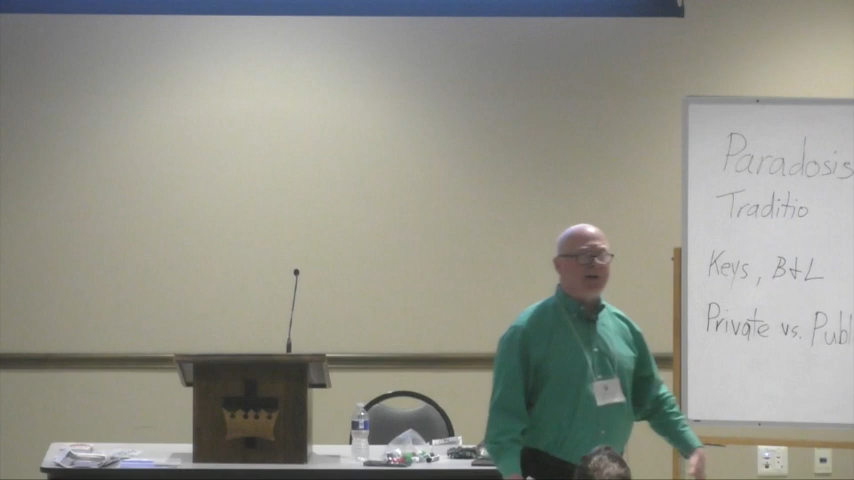 Paradosis
Traditio
Keys, B+L
Private vs. Publ